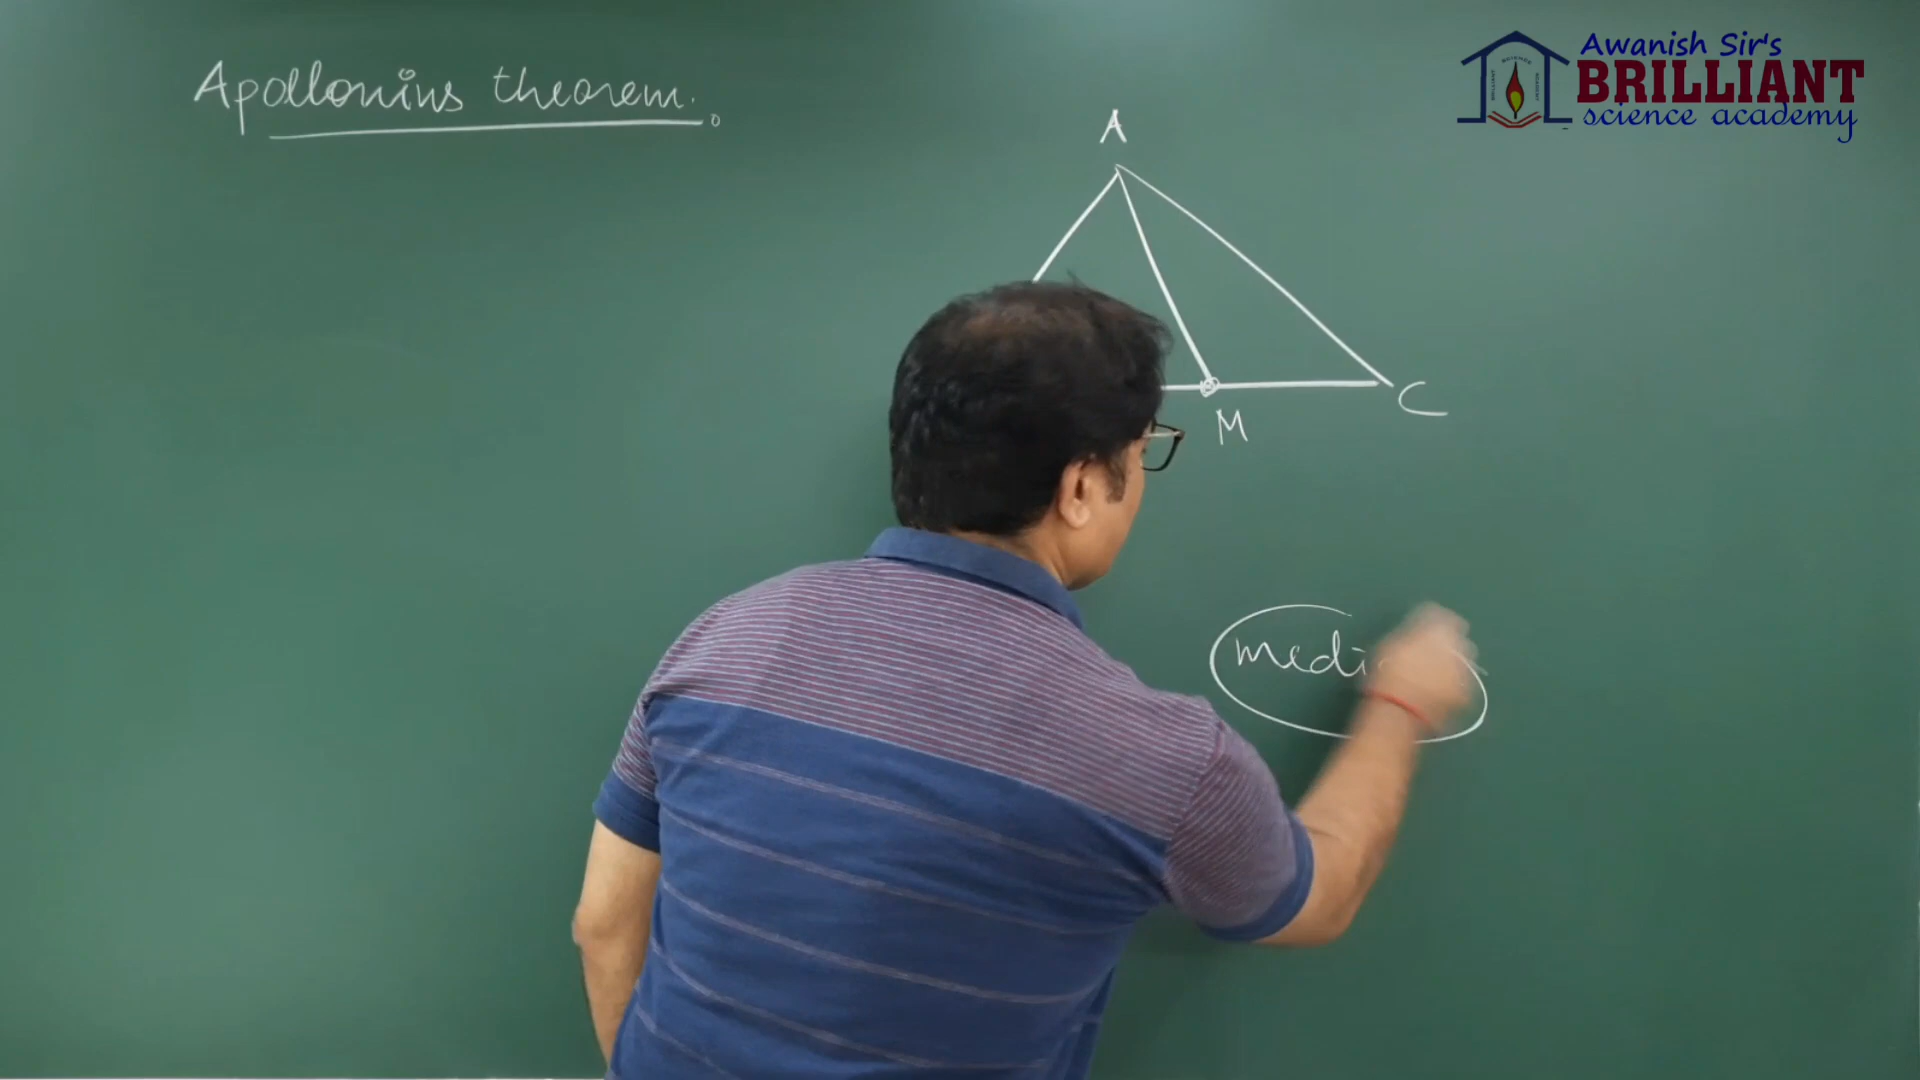 Apollonius theorem.
A
M
C
Awanish Sir's
BRILLIANT
science academy